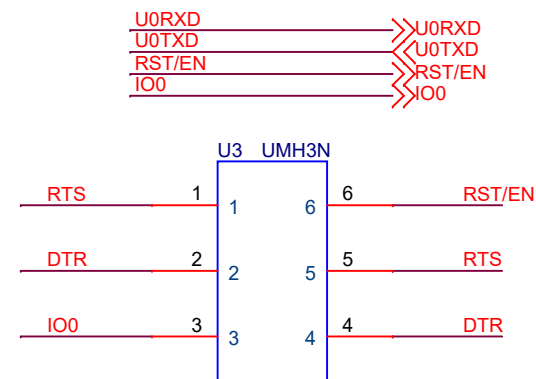 U0RXD U0RXD
U0TXD U0TXD
RST/EN RST/EN
IO0 IO0
U3 UMH3N
RTS 1 1 6 6 RST/EN
DTR 2 2 5 5 RTS
IO0 3 3 4 4 DTR